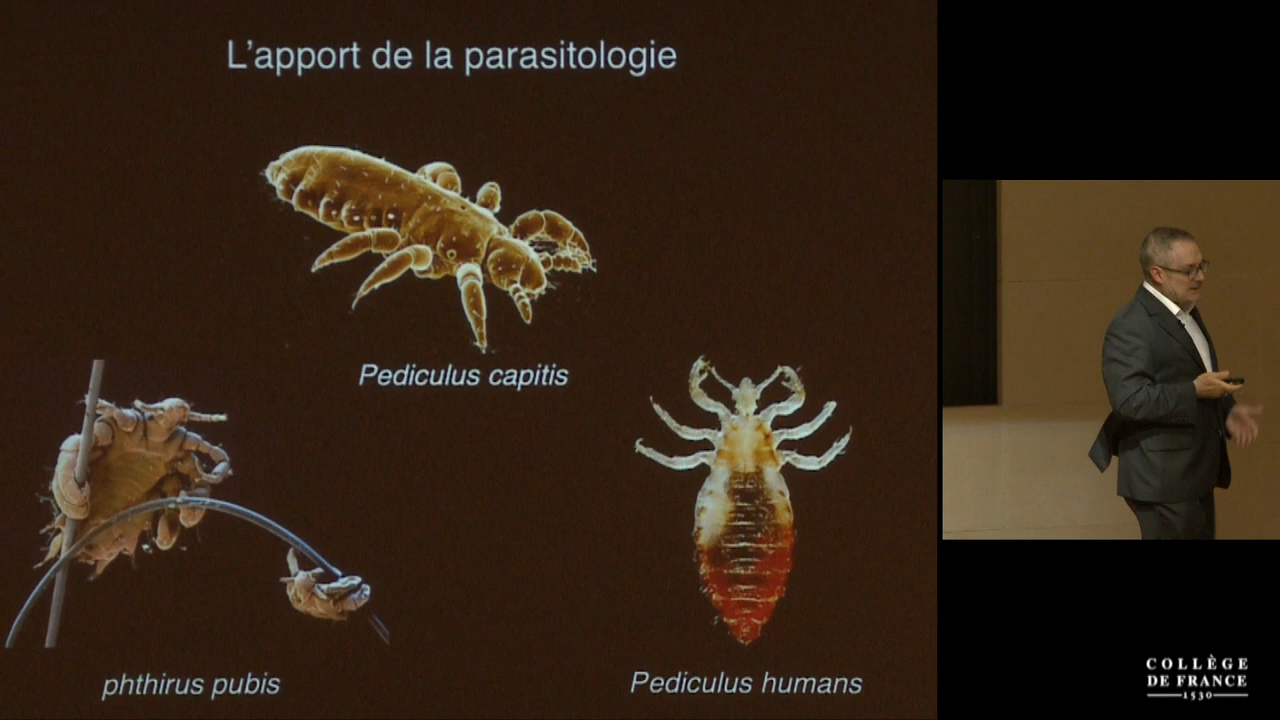 L'apport de la parasitologie
Pediculus capitis
phthirus pubis
Pediculus humans
COLLÈGE
DE FRANCE
1530